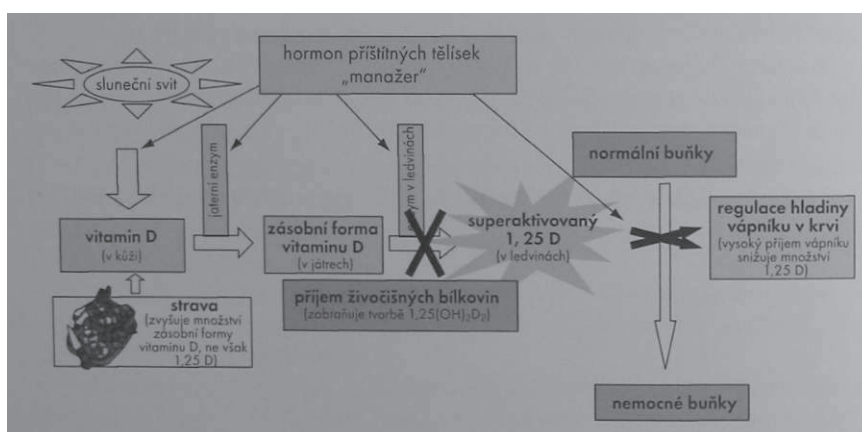 hormon příštítných tělísek
„manažer"
sluneční svit
jaterní enzym
v ledvinách
normální buňky
vitamin D
(v kůži)
zásobní forma
vitaminu D
(v játrech)
superaktivovaný
1, 25 D
(v ledvinách)
regulace hladiny
vápníku v krvi
(vysoký příjem vápníku
snižuje množství
1,25 D)
příjem živočišných bílkovin
(zabraňuje tvorbě 1,25(OH)₂D₂)
strava
(zvyšuje množství
zásobní formy
vitaminu D, ne však
1,25 D)
nemocné buňky